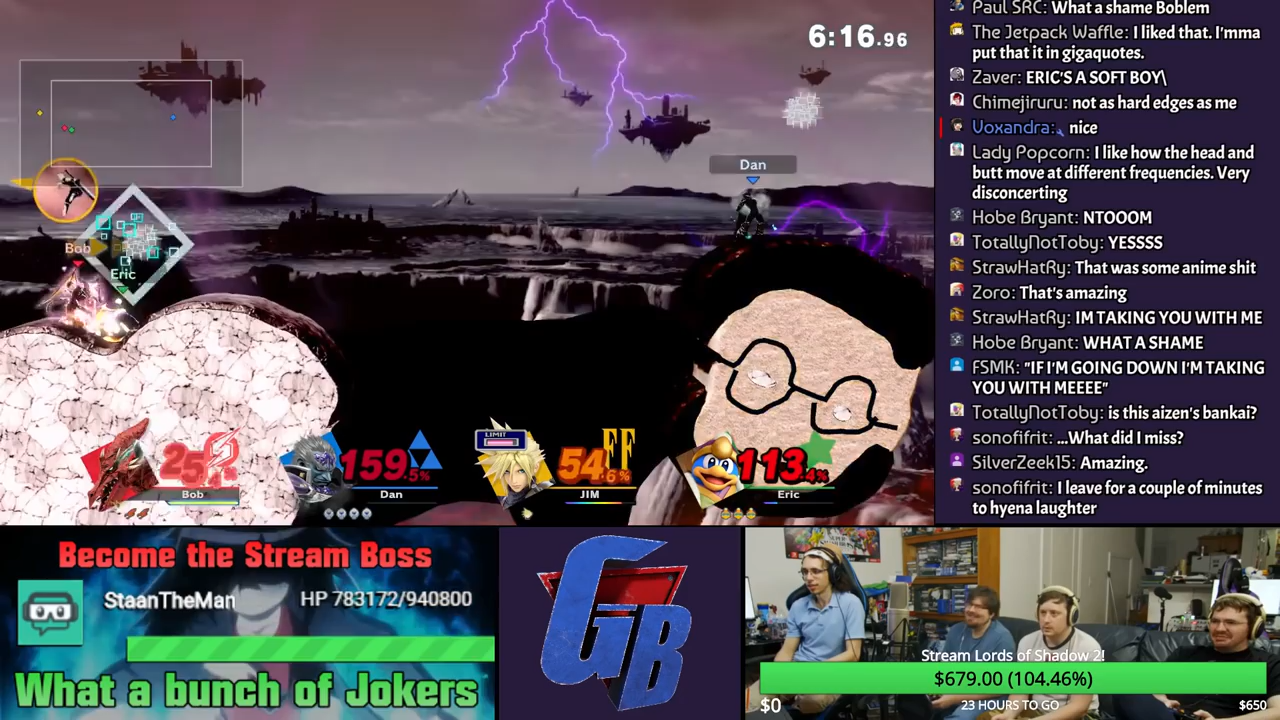 6:16.96
Dan
Bob
Eric
25.4%
Bob
159.5%
Dan
LIMIT
54.6%
JIM
113.4%
Eric
Paul SRC: What a shame Boblem
The Jetpack Waffle: I liked that. I'mma
put that it in gigaquotes.
Zaver: ERIC'S A SOFT BOY\
Chimejiruru: not as hard edges as me
Voxandra: nice
Lady Popcorn: I like how the head and
butt move at different frequencies. Very
disconcerting
Hobe Bryant: NTOOOM
TotallyNotToby: YESSSS
StrawHatRy: That was some anime shit
Zoro: That's amazing
StrawHatRy: IM TAKING YOU WITH ME
Hobe Bryant: WHAT A SHAME
FSMK: "IF I'M GOING DOWN I'M TAKING
YOU WITH MEEEE"
TotallyNotToby: is this aizen's bankai?
sonofifrit: ...What did I miss?
SilverZeek15: Amazing.
sonofifrit: I leave for a couple of minutes
to hyena laughter
Become the Stream Boss
StaanTheMan HP 783172/940800
What a bunch of Jokers
GB
Stream Lords of Shadow 2!
$679.00 (104.46%)
$0 23 HOURS TO GO $650